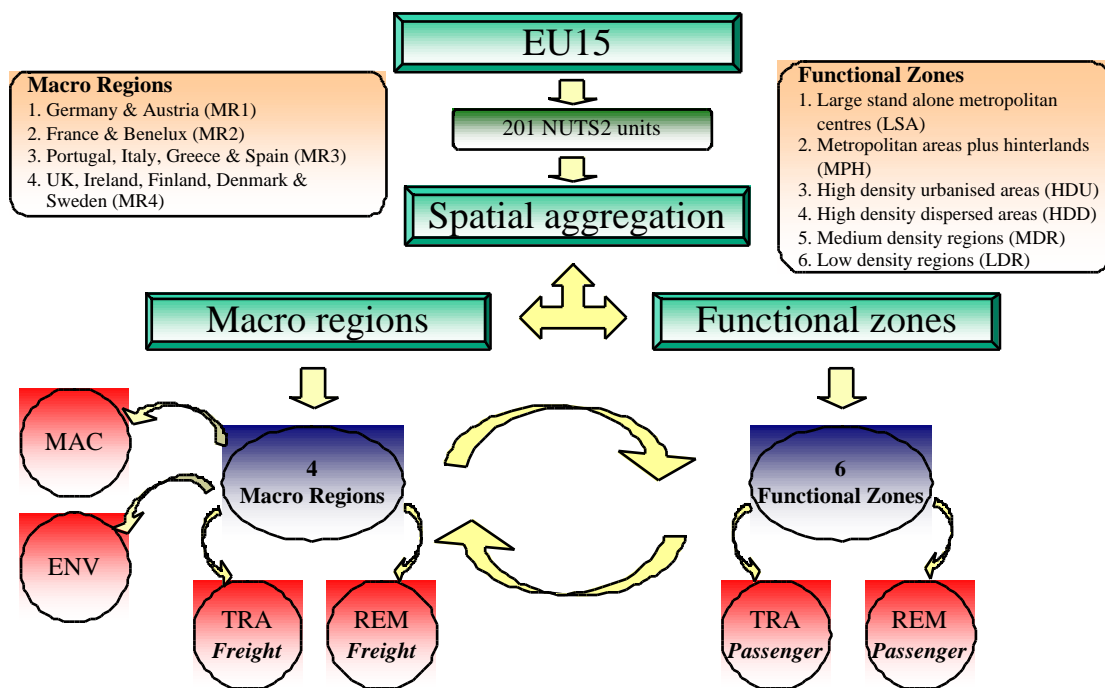 EU15
Macro Regions
1. Germany & Austria (MR1)
2. France & Benelux (MR2)
3. Portugal, Italy, Greece & Spain (MR3)
4. UK, Ireland, Finland, Denmark &
Sweden (MR4)
Functional Zones
1. Large stand alone metropolitan
centres (LSA)
2. Metropolitan areas plus hinterlands
(MPH)
3. High density urbanised areas (HDU)
4. High density dispersed areas (HDD)
5. Medium density regions (MDR)
6. Low density regions (LDR)
201 NUTS2 units
Spatial aggregation
Macro regions
Functional zones
MAC
ENV
4
Macro Regions
6
Functional Zones
TRA
Freight
REM
Freight
TRA
Passenger
REM
Passenger